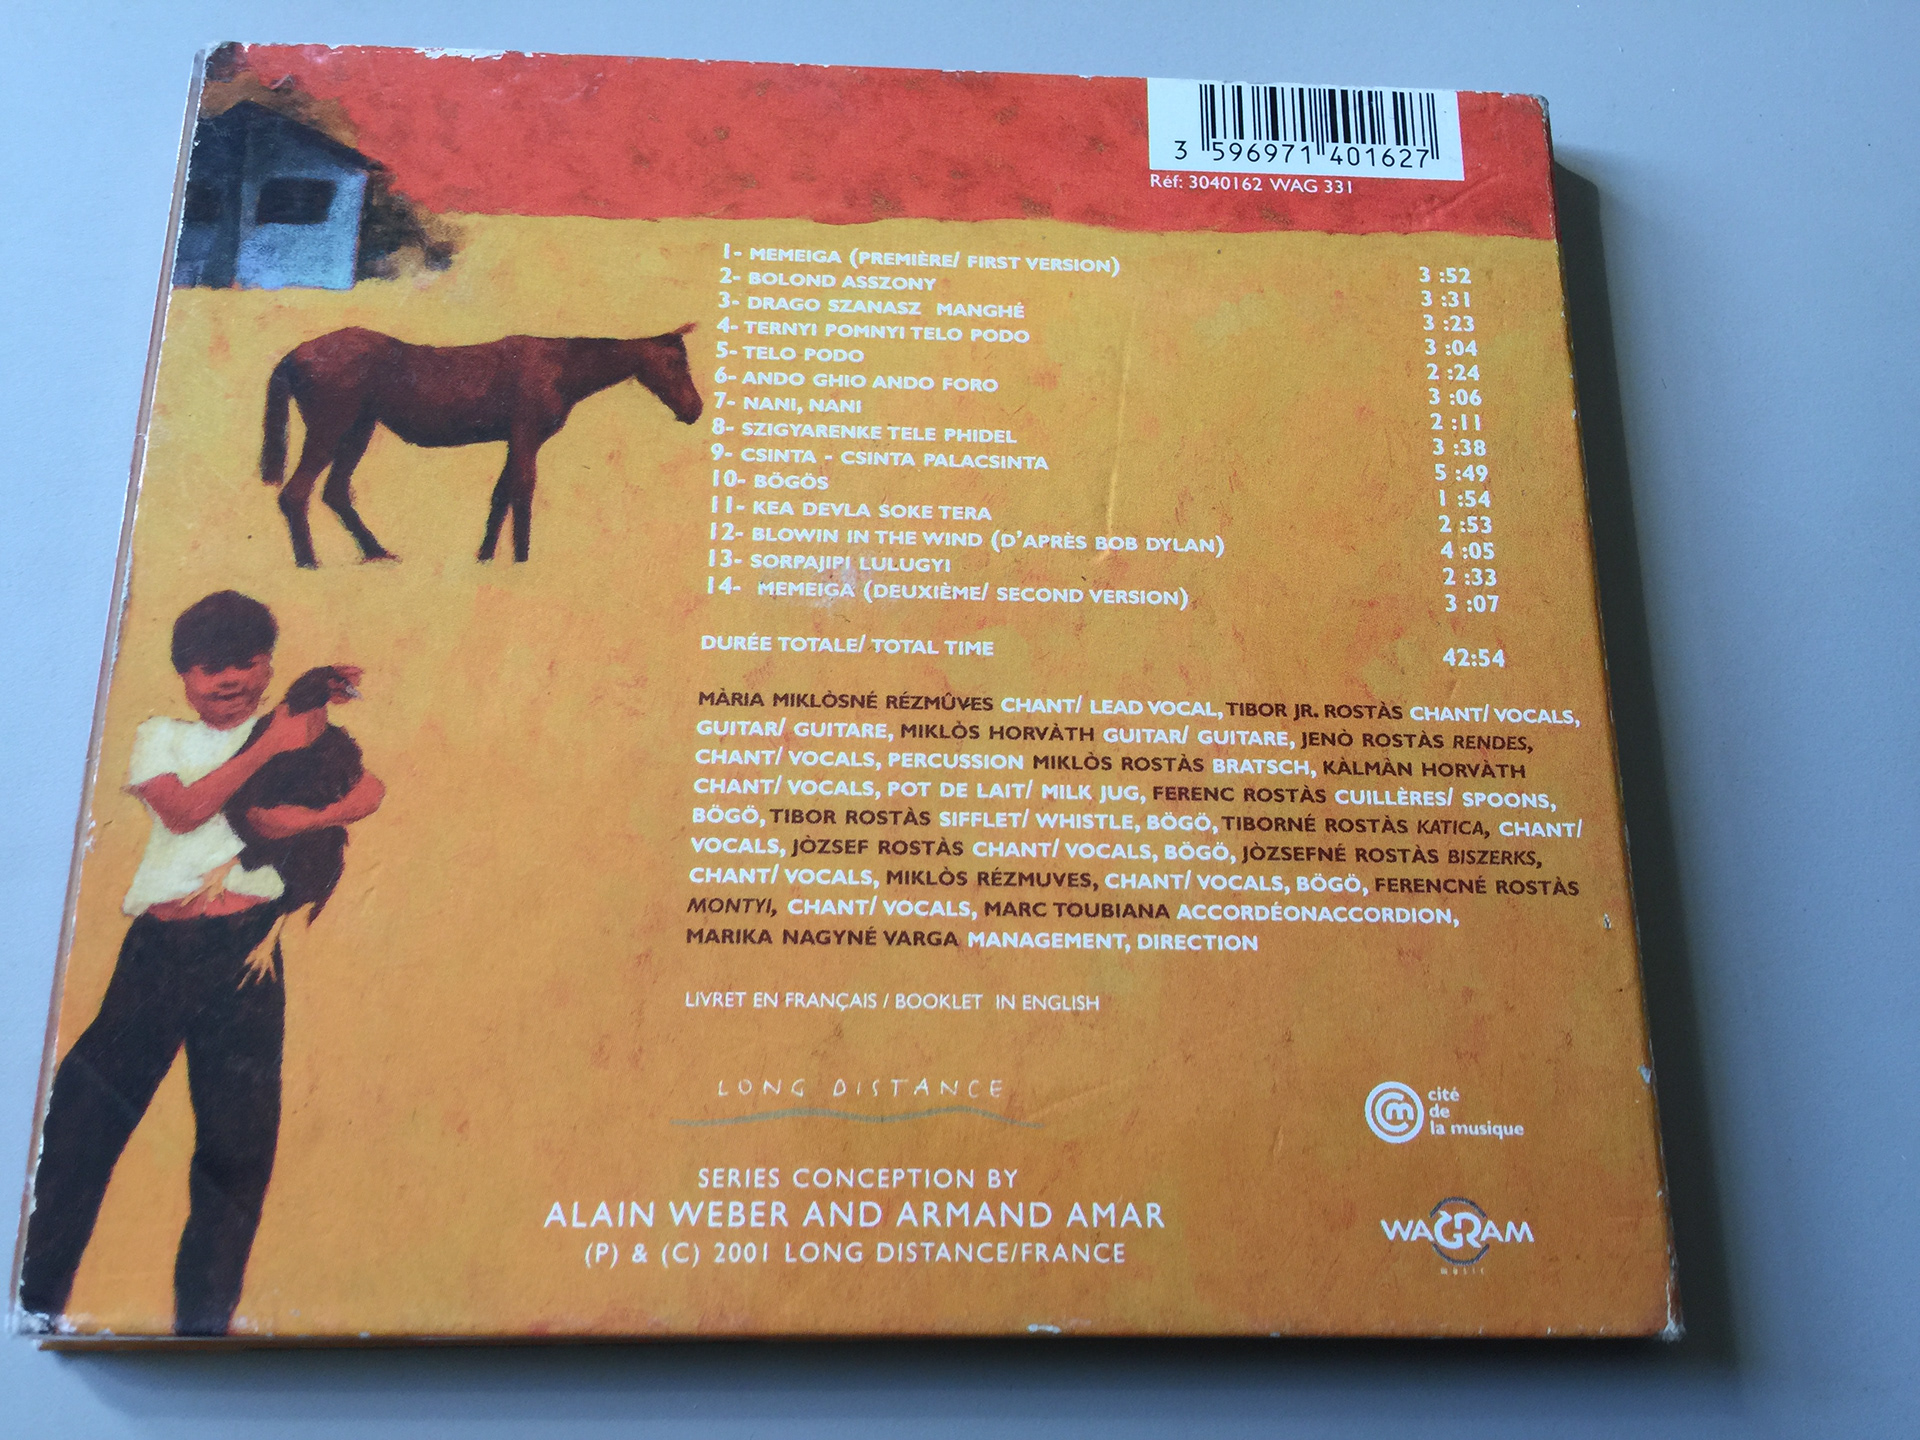 3 596971 401627
Réf: 3040162 WAG 331
1- MEMEIGA (PREMIÈRE/ FIRST VERSION) 3 :52
2- BOLOND ASSZONY 3 :31
3- DRAGO SZANASZ MANGHÉ 3 :23
4- TERNYI POMNYI TELO PODO 3 :04
5- TELO PODO 2 :24
6- ANDO GHIO ANDO FORO 3 :06
7- NANI, NANI 2 :11
8- SZIGYARENKE TELE PHIDEL 3 :38
9- CSINTA - CSINTA PALACSINTA 5 :49
10- BÖGÖS 1 :54
11- KEA DEVLA SOKE TERA 2 :53
12- BLOWIN IN THE WIND (D'APRÈS BOB DYLAN) 4 :05
13- SORPAJIPI LULUGYI 2 :33
14- MEMEIGA (DEUXIÈME/ SECOND VERSION) 3 :07
DURÉE TOTALE/ TOTAL TIME 42:54
MÀRIA MIKLÒSNÉ RÉZMÛVES CHANT/ LEAD VOCAL, TIBOR JR. ROSTÀS CHANT/ VOCALS,
GUITAR/ GUITARE, MIKLÒS HORVÀTH GUITAR/ GUITARE, JENÒ ROSTÀS RENDES,
CHANT/ VOCALS, PERCUSSION MIKLÒS ROSTÀS BRATSCH, KÀLMÀN HORVÀTH
CHANT/ VOCALS, POT DE LAIT/ MILK JUG, FERENC ROSTÀS CUILLÈRES/ SPOONS,
BÖGÖ, TIBOR ROSTÀS SIFFLET/ WHISTLE, BÖGÖ, TIBORNÉ ROSTÀS KATICA, CHANT/
VOCALS, JÒZSEF ROSTÀS CHANT/ VOCALS, BÖGÖ, JÒZSEFNÉ ROSTÀS BISZERKS,
CHANT/ VOCALS, MIKLÒS RÉZMUVES, CHANT/ VOCALS, BÖGÖ, FERENCNÉ ROSTÀS
MONTYI, CHANT/ VOCALS, MARC TOUBIANA ACCORDÉONACCORDION,
MARIKA NAGYNÉ VARGA MANAGEMENT, DIRECTION
LIVRET EN FRANÇAIS / BOOKLET IN ENGLISH
LONG DISTANCE
cm
cité
de
la musique
SERIES CONCEPTION BY
ALAIN WEBER AND ARMAND AMAR
(P) & (C) 2001 LONG DISTANCE/FRANCE
WAGRAM
music